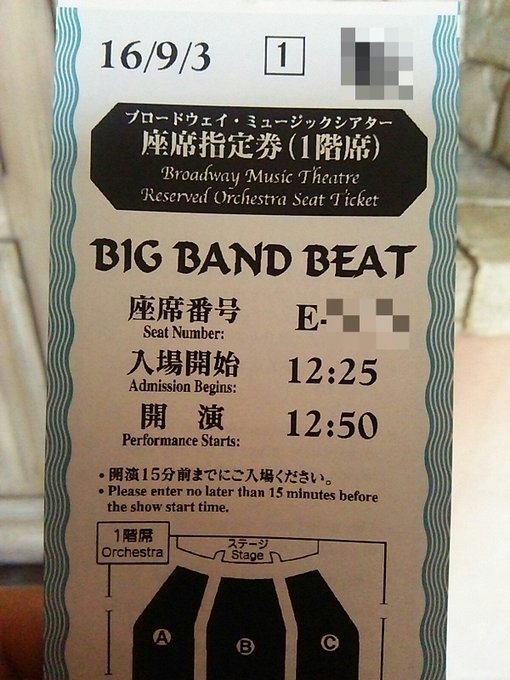 16/9/3 1
ブロードウェイ・ミュージックシアター
座席指定券(1階席)
Broadway Music Theatre
Reserved Orchestra Seat Ticket
BIG BAND BEAT
座席番号
Seat Number:
E-
入場開始
Admission Begins:
12:25
開演
Performance Starts:
12:50
・開演15分前までにご入場ください。
・Please enter no later than 15 minutes before
the show start time.
1階席
Orchestra
ステージ
Stage
A
B
C